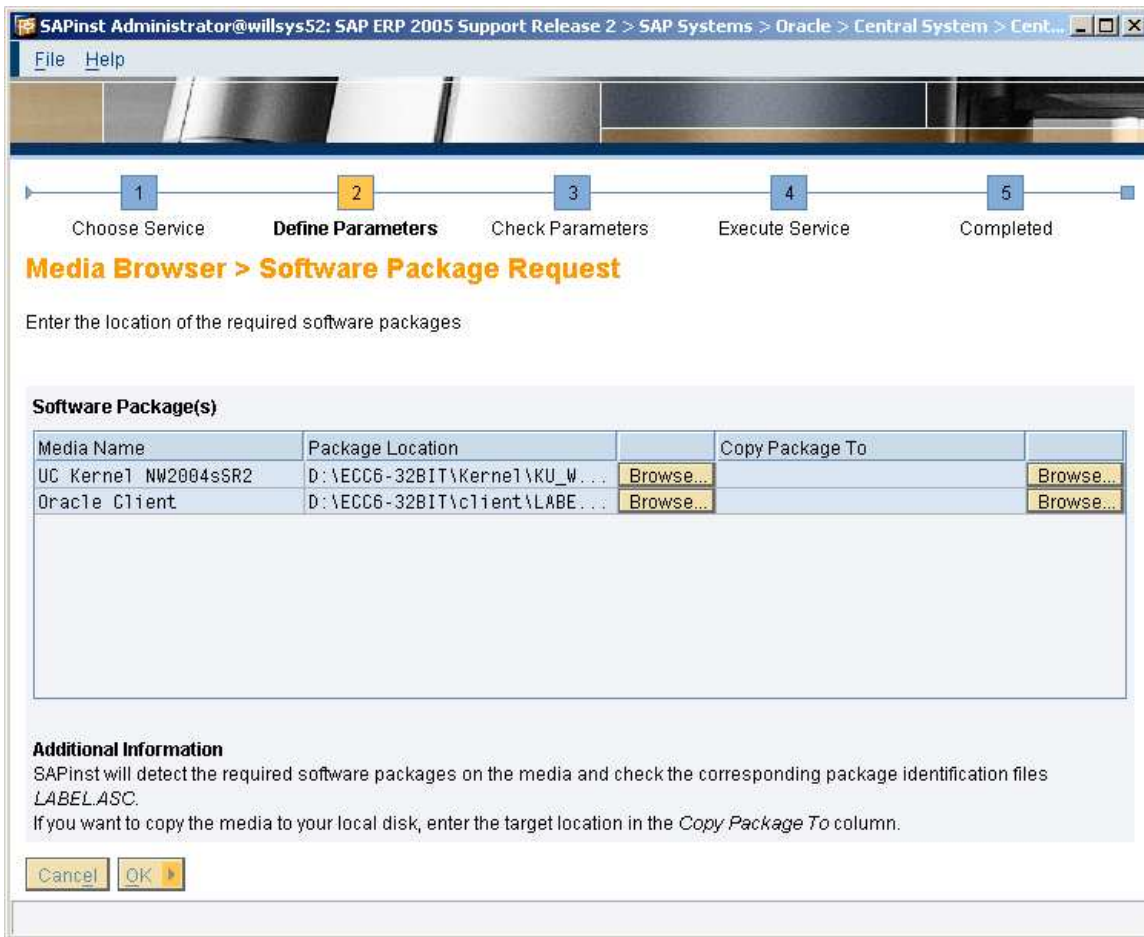 SAPinst Administrator@willsys52: SAP ERP 2005 Support Release 2 > SAP Systems > Oracle > Central System > Cent...
File Help
1 2 3 4 5
Choose Service Define Parameters Check Parameters Execute Service Completed
Media Browser > Software Package Request
Enter the location of the required software packages
Software Package(s)
Media Name Package Location Copy Package To
UC Kernel NW2004sSR2 D:\ECC6-32BIT\Kernel\KU_W... Browse... Browse...
Oracle Client D:\ECC6-32BIT\client\LABE... Browse... Browse...
Additional Information
SAPinst will detect the required software packages on the media and check the corresponding package identification files
LABEL.ASC.
If you want to copy the media to your local disk, enter the target location in the Copy Package To column.
Cancel OK